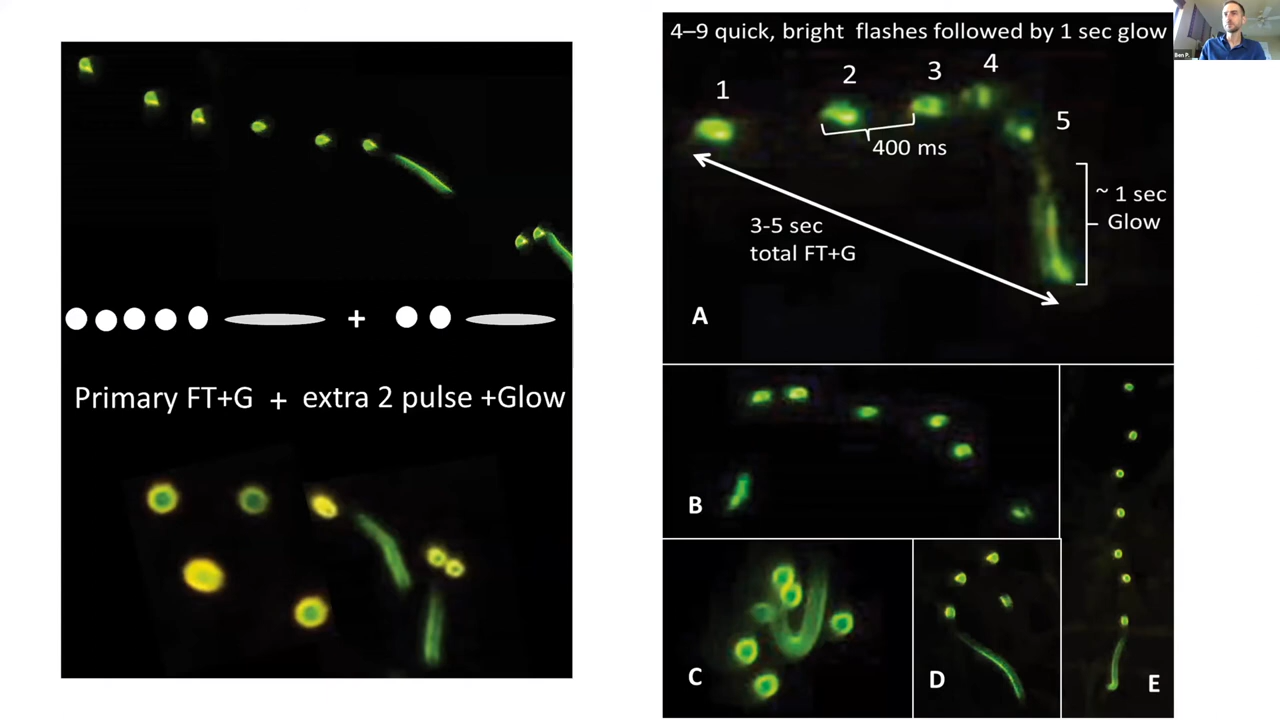 +
Primary FT+G + extra 2 pulse +Glow
4–9 quick, bright flashes followed by 1 sec glow
1
2
3
4
5
400 ms
~ 1 sec
Glow
3-5 sec
total FT+G
A
B
C
D
E
Ben P.